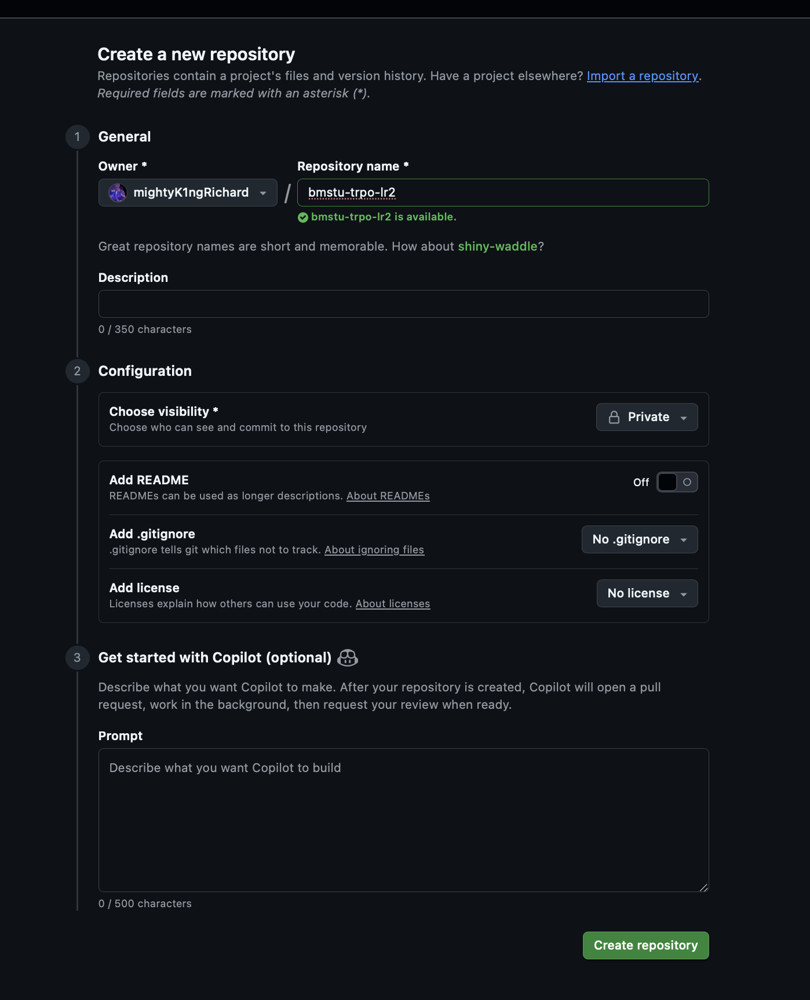 Create a new repository
Repositories contain a project's files and version history. Have a project elsewhere? Import a repository.
Required fields are marked with an asterisk (*).
1
General
Owner *
Repository name *
mightyK1ngRichard
/
bmstu-trpo-lr2
bmstu-trpo-lr2 is available.
Great repository names are short and memorable. How about shiny-waddle?
Description
0 / 350 characters
2
Configuration
Choose visibility *
Choose who can see and commit to this repository
Private
Add README
READMEs can be used as longer descriptions. About READMEs
Off
Add .gitignore
.gitignore tells git which files not to track. About ignoring files
No .gitignore
Add license
Licenses explain how others can use your code. About licenses
No license
3
Get started with Copilot (optional)
Describe what you want Copilot to make. After your repository is created, Copilot will open a pull
request, work in the background, then request your review when ready.
Prompt
Describe what you want Copilot to build
0 / 500 characters
Create repository